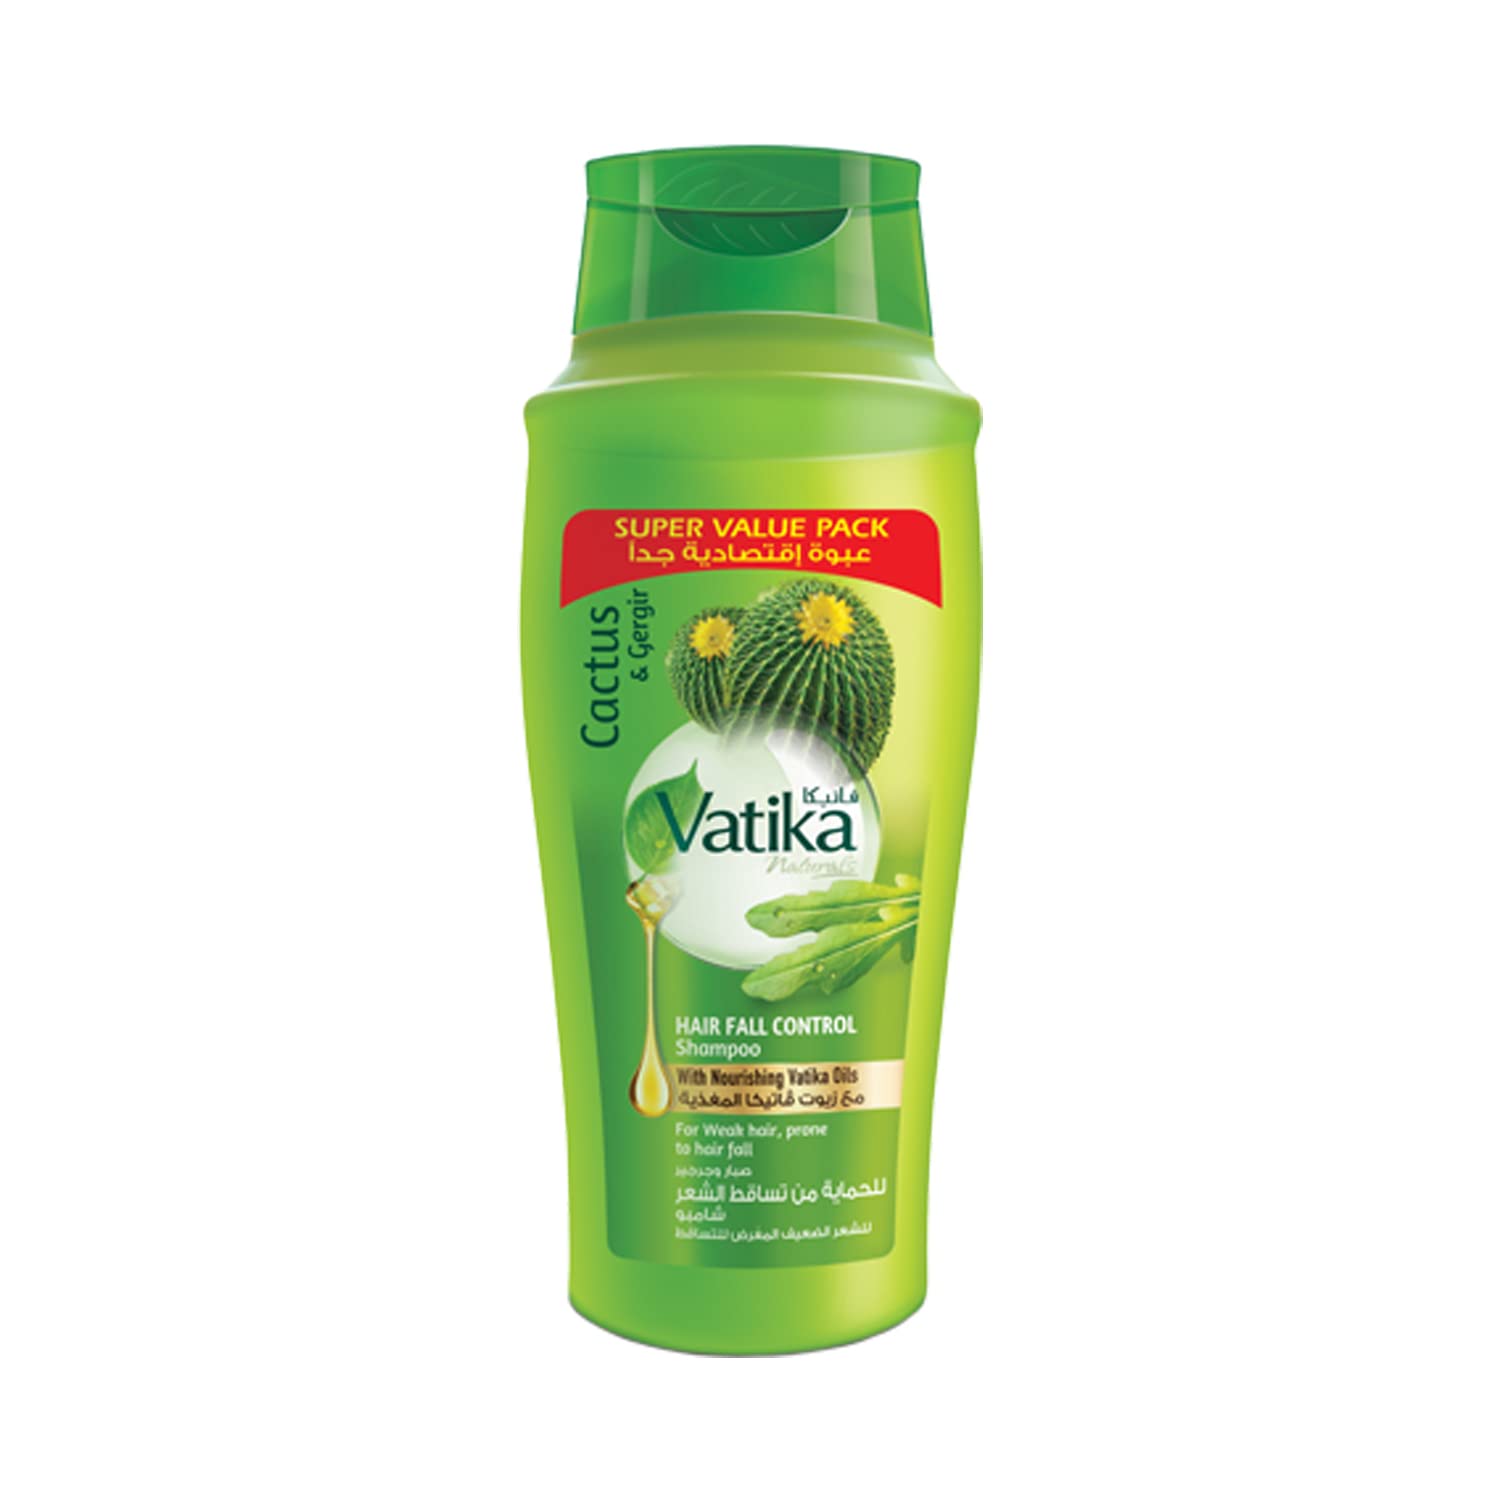 SUPER VALUE PACK
عبوة إقتصادية جداً
Cactus
& Gergir
ڤاتيكا
Vatika
Naturals
HAIR FALL CONTROL
Shampoo
With Nourishing Vatika Oils
مع زيوت ڤاتيكا المغذية
For Weak hair, prone
to hair fall
صبار وجرجير
للحماية من تساقط الشعر
شامبو
للشعر الضعيف المعرض للتساقط